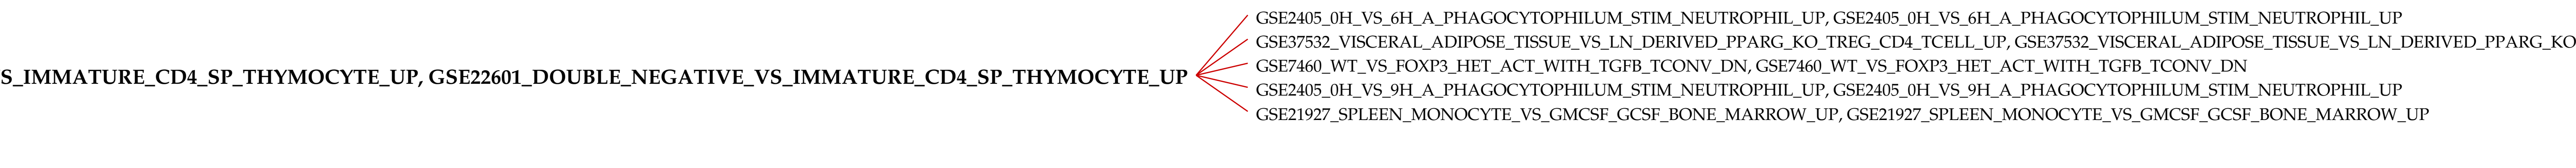 GSE2405_0H_VS_6H_A_PHAGOCYTOPHILUM_STIM_NEUTROPHIL_UP, GSE2405_0H_VS_6H_A_PHAGOCYTOPHILUM_STIM_NEUTROPHIL_UP
GSE37532_VISCERAL_ADIPOSE_TISSUE_VS_LN_DERIVED_PPARG_KO_TREG_CD4_TCELL_UP, GSE37532_VISCERAL_ADIPOSE_TISSUE_VS_LN_DERIVED_PPARG_KO
GSE7460_WT_VS_FOXP3_HET_ACT_WITH_TGFB_TCONV_DN, GSE7460_WT_VS_FOXP3_HET_ACT_WITH_TGFB_TCONV_DN
S_IMMATURE_CD4_SP_THYMOCYTE_UP, GSE22601_DOUBLE_NEGATIVE_VS_IMMATURE_CD4_SP_THYMOCYTE_UP
GSE2405_0H_VS_9H_A_PHAGOCYTOPHILUM_STIM_NEUTROPHIL_UP, GSE2405_0H_VS_9H_A_PHAGOCYTOPHILUM_STIM_NEUTROPHIL_UP
GSE21927_SPLEEN_MONOCYTE_VS_GMCSF_GCSF_BONE_MARROW_UP, GSE21927_SPLEEN_MONOCYTE_VS_GMCSF_GCSF_BONE_MARROW_UP